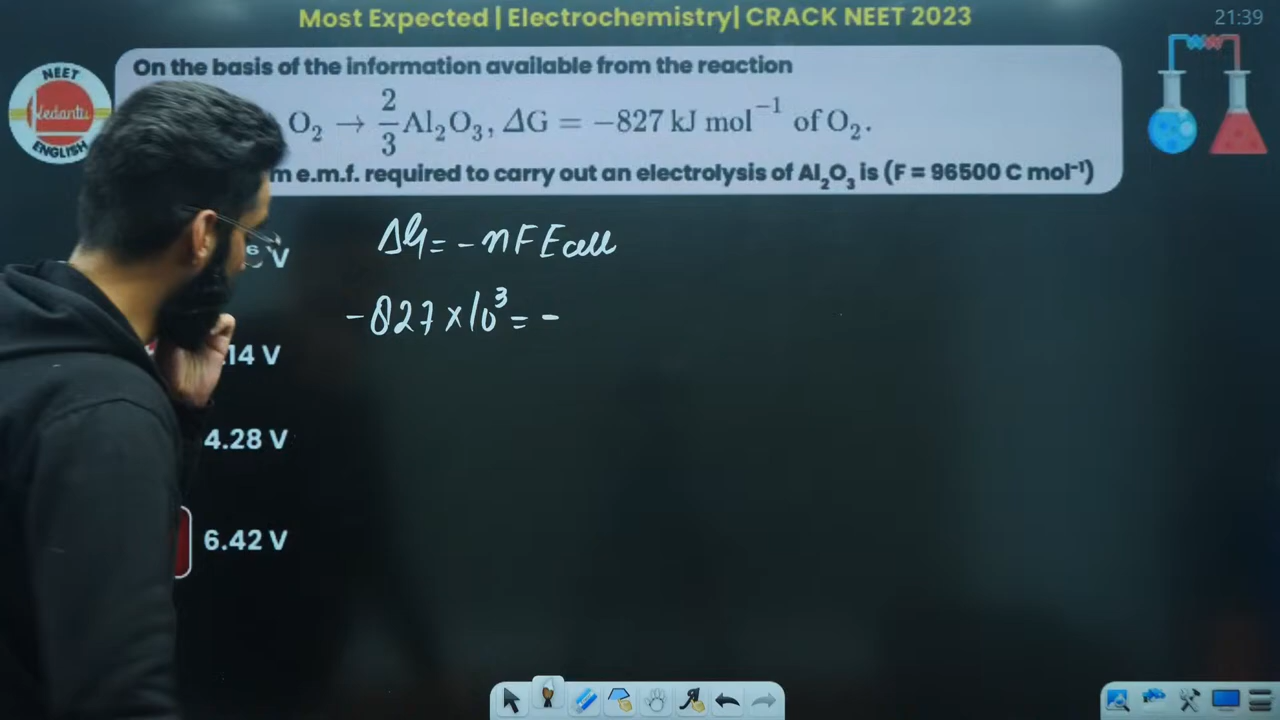 Most Expected | Electrochemistry| CRACK NEET 2023
21:39
NEET
Vedantu
ENGLISH
On the basis of the information available from the reaction
O₂ → 2/3 Al₂O₃, ΔG = −827 kJ mol⁻¹ of O₂.
e.m.f. required to carry out an electrolysis of Al₂O₃ is (F = 96500 C mol⁻¹)
ΔG = - nFEcell
V
-827 × 10³ = -
.14 V
4.28 V
6.42 V